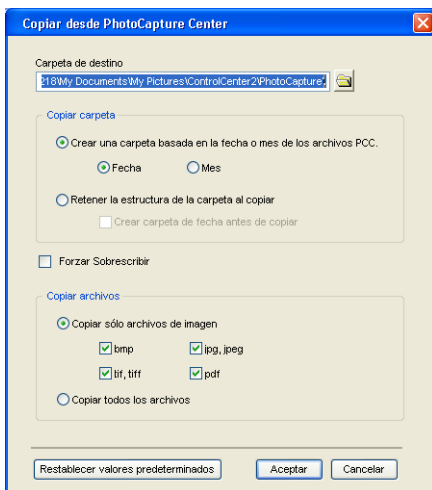 Copiar desde PhotoCapture Center
Carpeta de destino
218\My Documents\My Pictures\ControlCenter2\PhotoCapture\
Copiar carpeta
Crear una carpeta basada en la fecha o mes de los archivos PCC.
Fecha Mes
Retener la estructura de la carpeta al copiar
Crear carpeta de fecha antes de copiar
Forzar Sobrescribir
Copiar archivos
Copiar sólo archivos de imagen
bmp jpg, jpeg
tif, tiff pdf
Copiar todos los archivos
Restablecer valores predeterminados Aceptar Cancelar